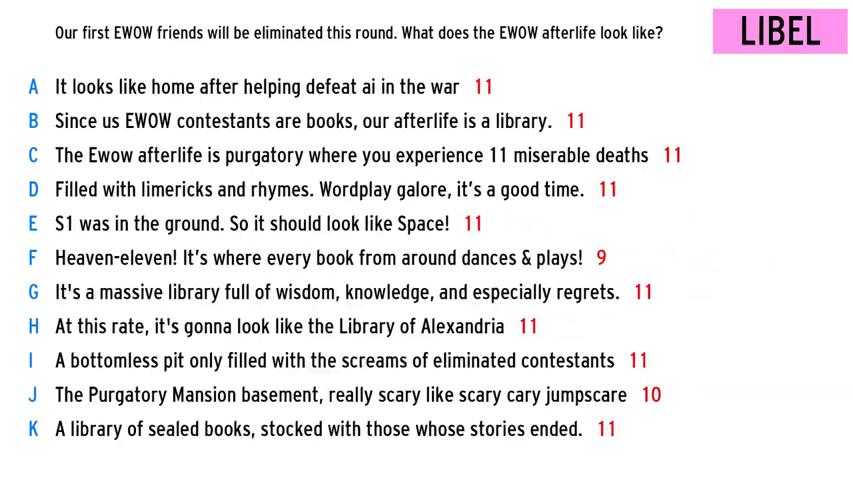 Our first EWOW friends will be eliminated this round. What does the EWOW afterlife look like?
LIBEL
A It looks like home after helping defeat ai in the war 11
B Since us EWOW contestants are books, our afterlife is a library. 11
C The Ewow afterlife is purgatory where you experience 11 miserable deaths 11
D Filled with limericks and rhymes. Wordplay galore, it's a good time. 11
E S1 was in the ground. So it should look like Space! 11
F Heaven-eleven! It's where every book from around dances & plays! 9
G It's a massive library full of wisdom, knowledge, and especially regrets. 11
H At this rate, it's gonna look like the Library of Alexandria 11
I A bottomless pit only filled with the screams of eliminated contestants 11
J The Purgatory Mansion basement, really scary like scary cary jumpscare 10
K A library of sealed books, stocked with those whose stories ended. 11